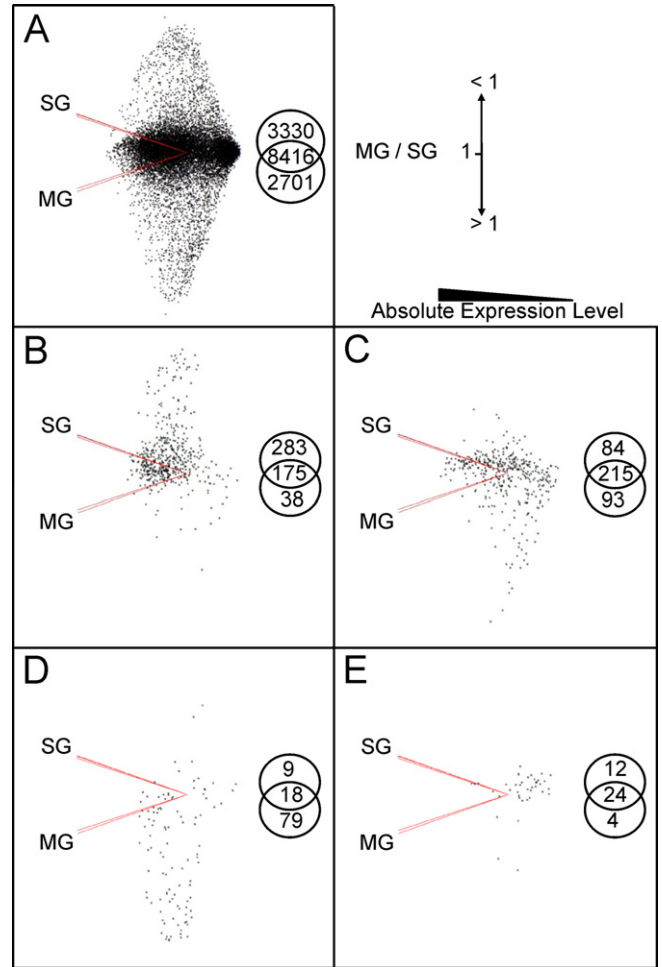 A
SG
MG
3330
8416
2701
< 1
MG / SG
1
> 1
Absolute Expression Level
B
SG
MG
283
175
38
C
SG
MG
84
215
93
D
SG
MG
9
18
79
E
SG
MG
12
24
4